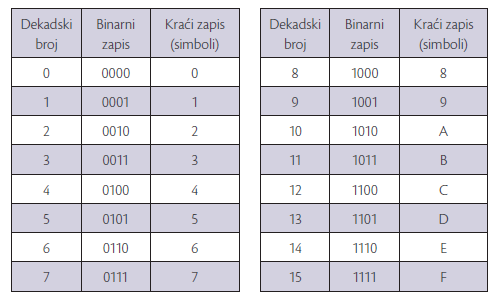 Dekadski broj Binarni zapis Kraći zapis (simboli)
0 0000 0
1 0001 1
2 0010 2
3 0011 3
4 0100 4
5 0101 5
6 0110 6
7 0111 7
Dekadski broj Binarni zapis Kraći zapis (simboli)
8 1000 8
9 1001 9
10 1010 A
11 1011 B
12 1100 C
13 1101 D
14 1110 E
15 1111 F